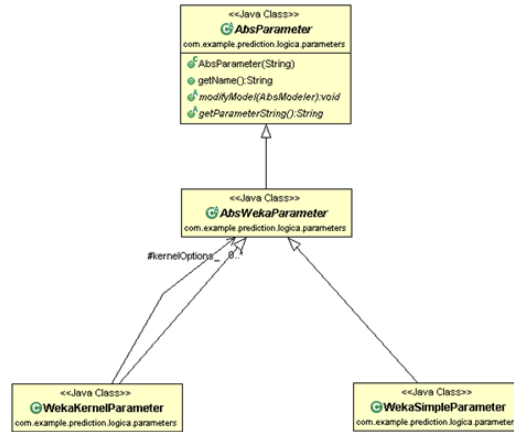 <<Java Class>>
AbsParameter
com.example.prediction.logica.parameters
AbsParameter(String)
getName():String
modifyModel(AbsModeler):void
getParameterString():String
<<Java Class>>
AbsWekaParameter
com.example.prediction.logica.parameters
#kernelOptions_ 0..*
<<Java Class>>
WekaKernelParameter
com.example.prediction.logica.parameters
<<Java Class>>
WekaSimpleParameter
com.example.prediction.logica.parameters